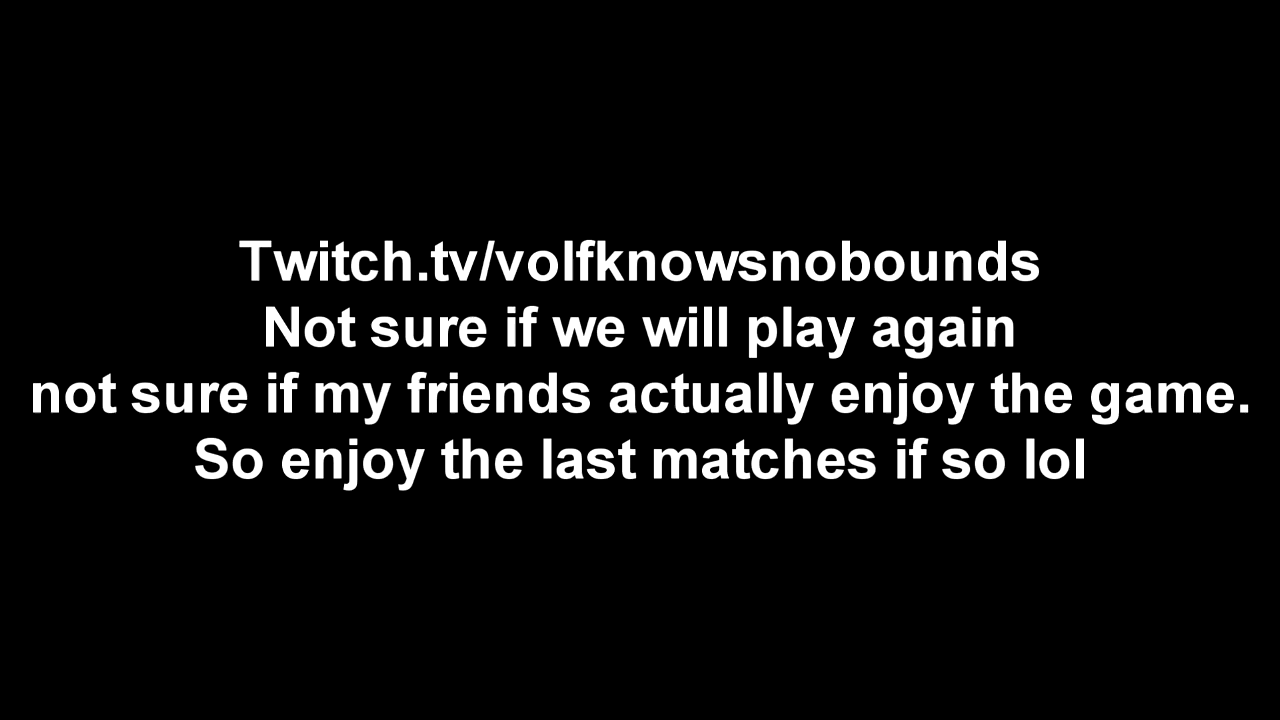 Twitch.tv/volfknowsnobounds
Not sure if we will play again
not sure if my friends actually enjoy the game.
So enjoy the last matches if so lol